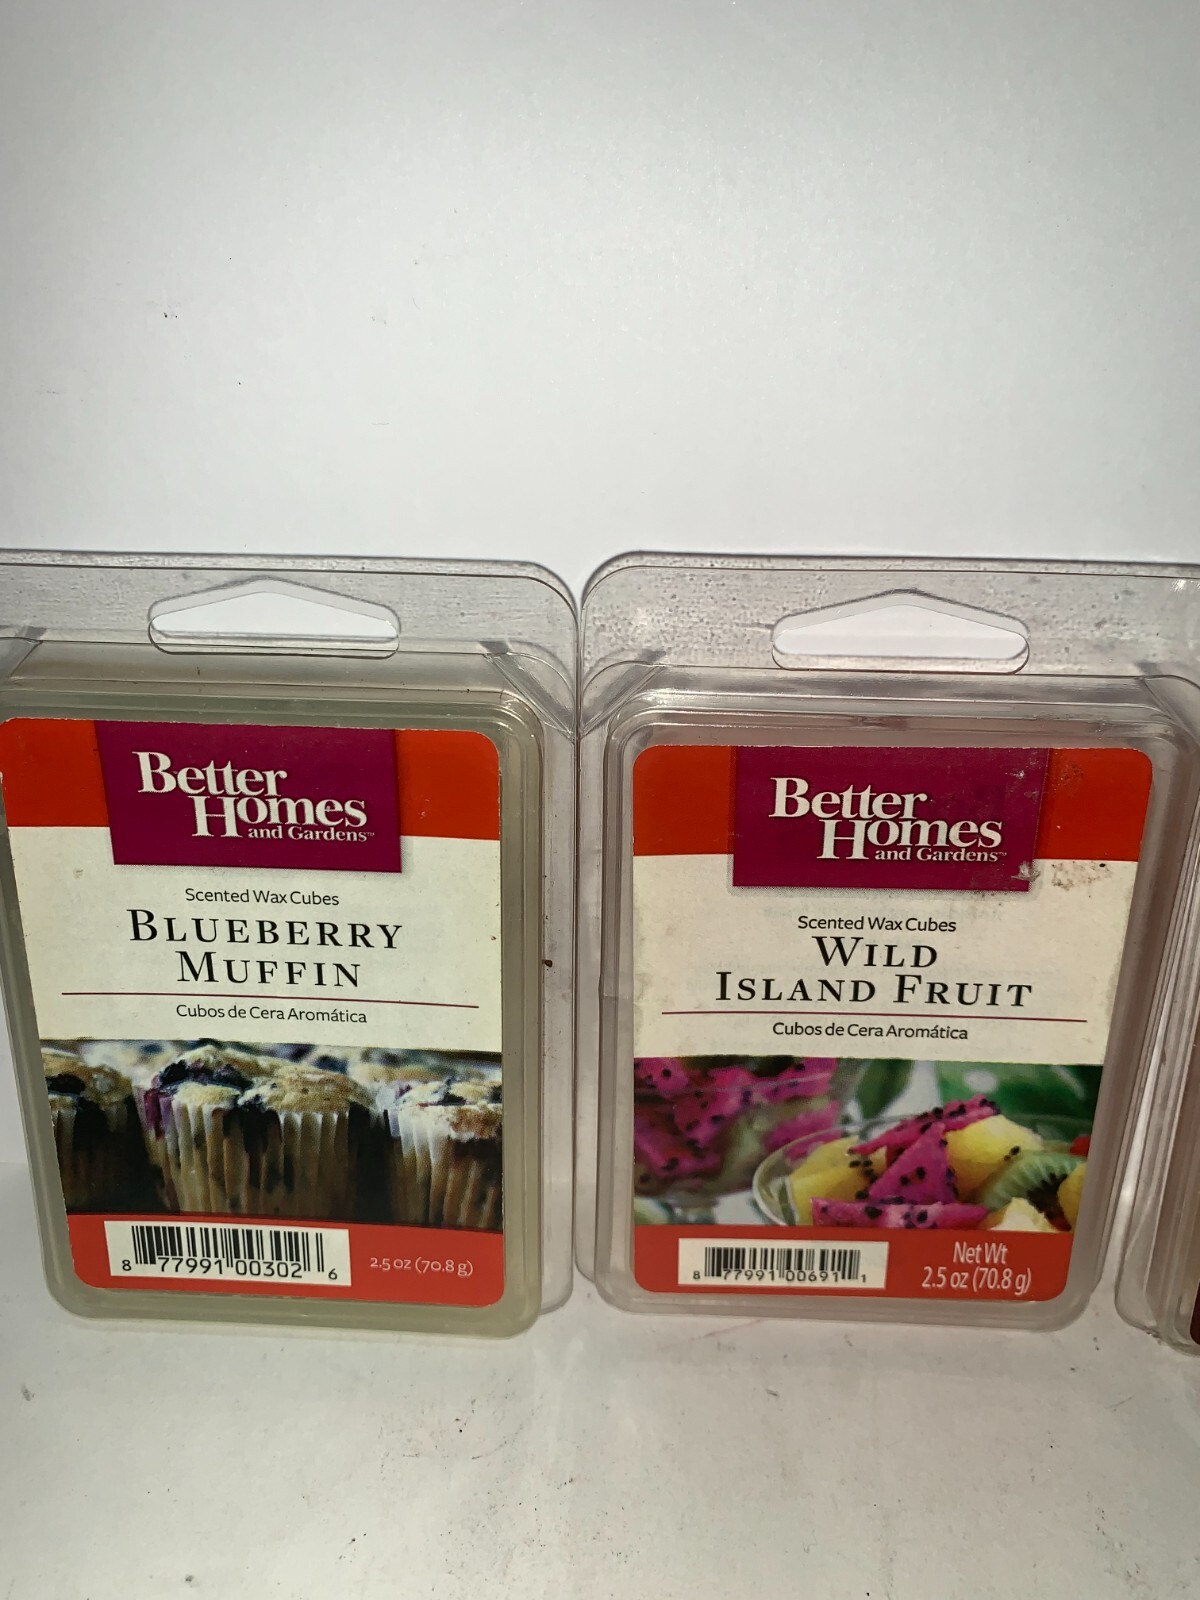 Better
Homes
and Gardens™
Scented Wax Cubes
BLUEBERRY
MUFFIN
Cubos de Cera Aromática
8 77991 00302 6
2.5 oz (70.8 g)
Better
Homes
and Gardens™
Scented Wax Cubes
WILD
ISLAND FRUIT
Cubos de Cera Aromática
8 77991 00691 1
Net Wt
2.5 oz (70.8 g)